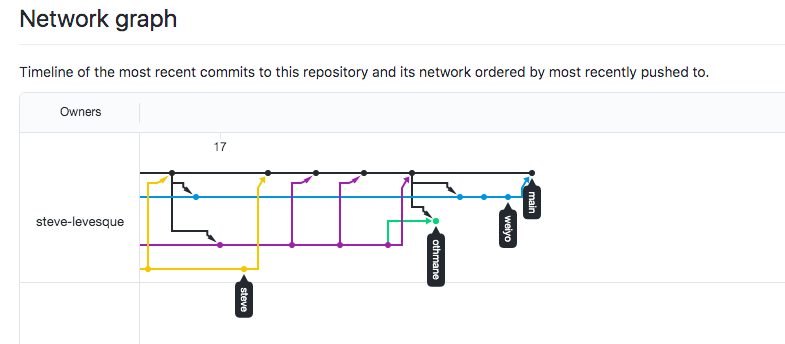 Network graph
Timeline of the most recent commits to this repository and its network ordered by most recently pushed to.
Owners
17
steve-levesque
main
weiyo
othmane
steve